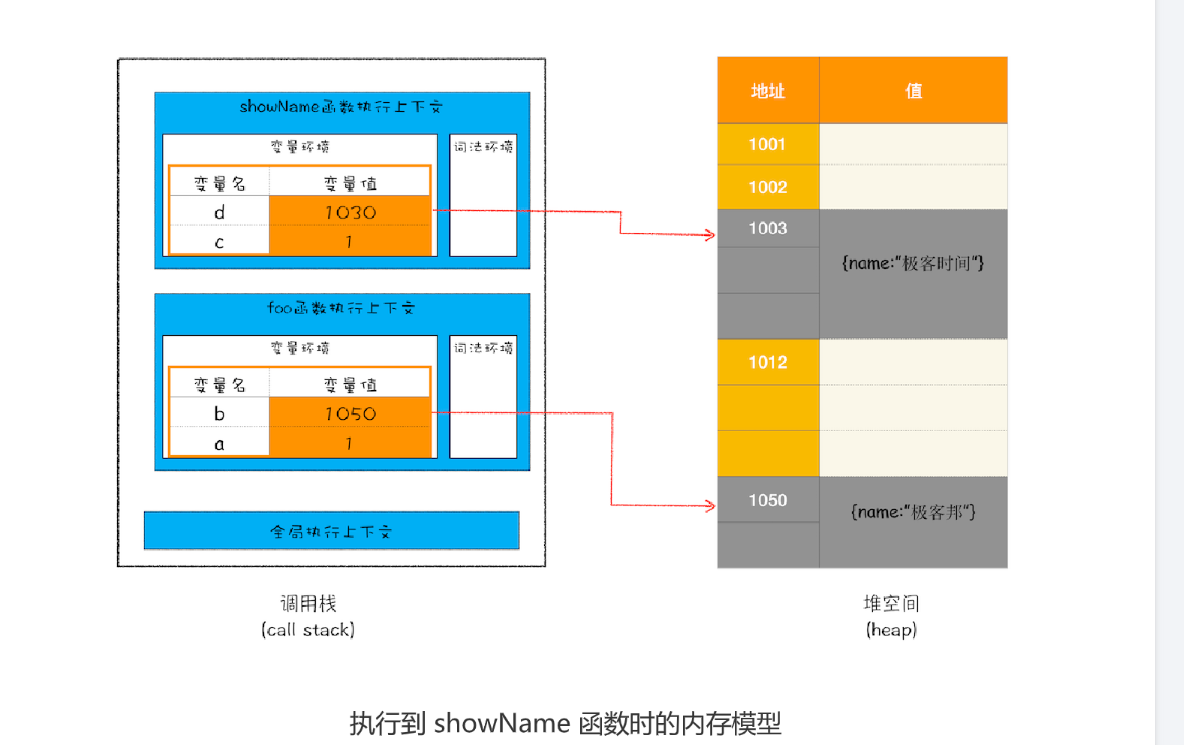 showName函数执行上下文
变量环境
词法环境
变量名 变量值
d 1030
c 1
foo函数执行上下文
变量环境
词法环境
变量名 变量值
b 1050
a 1
全局执行上下文
调用栈
(call stack)
地址 值
1001
1002
1003
{name:"极客时间"}
1012
1050
{name:"极客邦"}
堆空间
(heap)
执行到 showName 函数时的内存模型